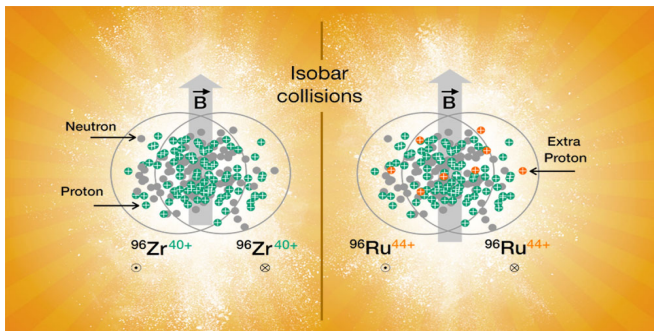 Isobar
collisions
B
B
Neutron
Proton
Extra
Proton
⁹⁶Zr⁴⁰⁺
⁹⁶Zr⁴⁰⁺
⁹⁶Ru⁴⁴⁺
⁹⁶Ru⁴⁴⁺